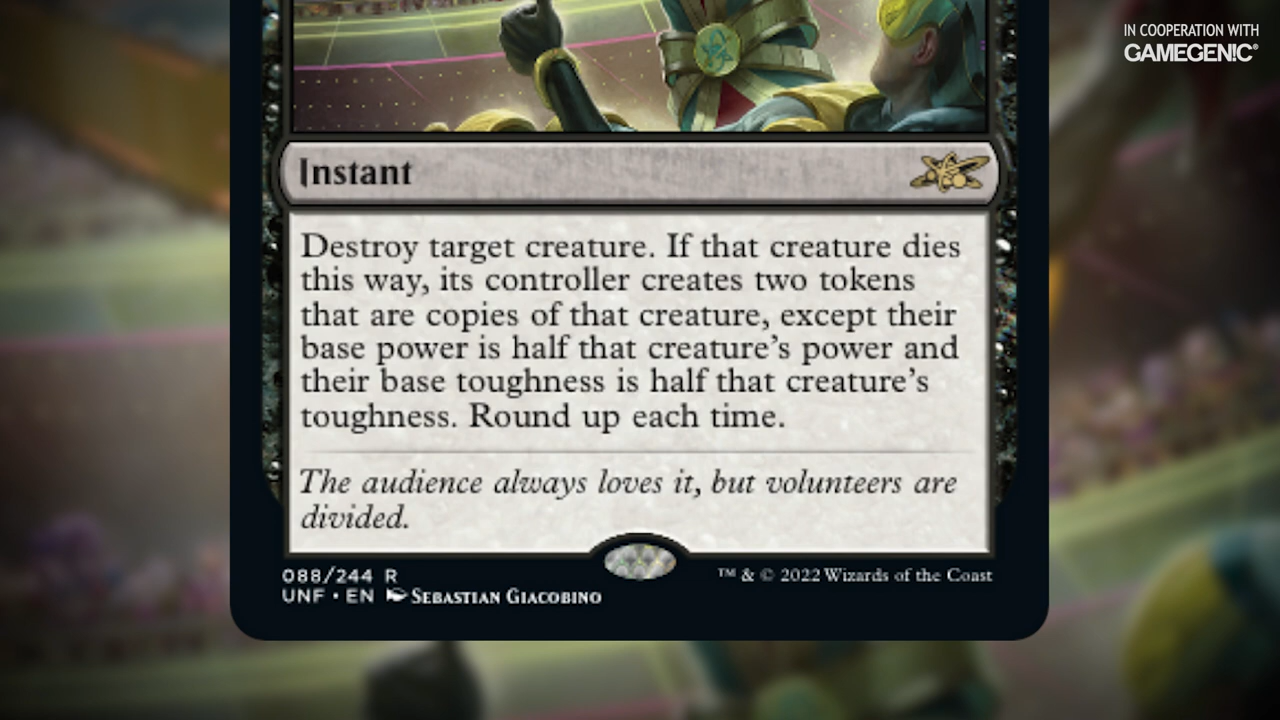 IN COOPERATION WITH
GAMEGEN!C®
Instant
Destroy target creature. If that creature dies
this way, its controller creates two tokens
that are copies of that creature, except their
base power is half that creature's power and
their base toughness is half that creature's
toughness. Round up each time.
The audience always loves it, but volunteers are
divided.
088/244 R
™ & © 2022 Wizards of the Coast
UNF • EN Sebastian Giacobino